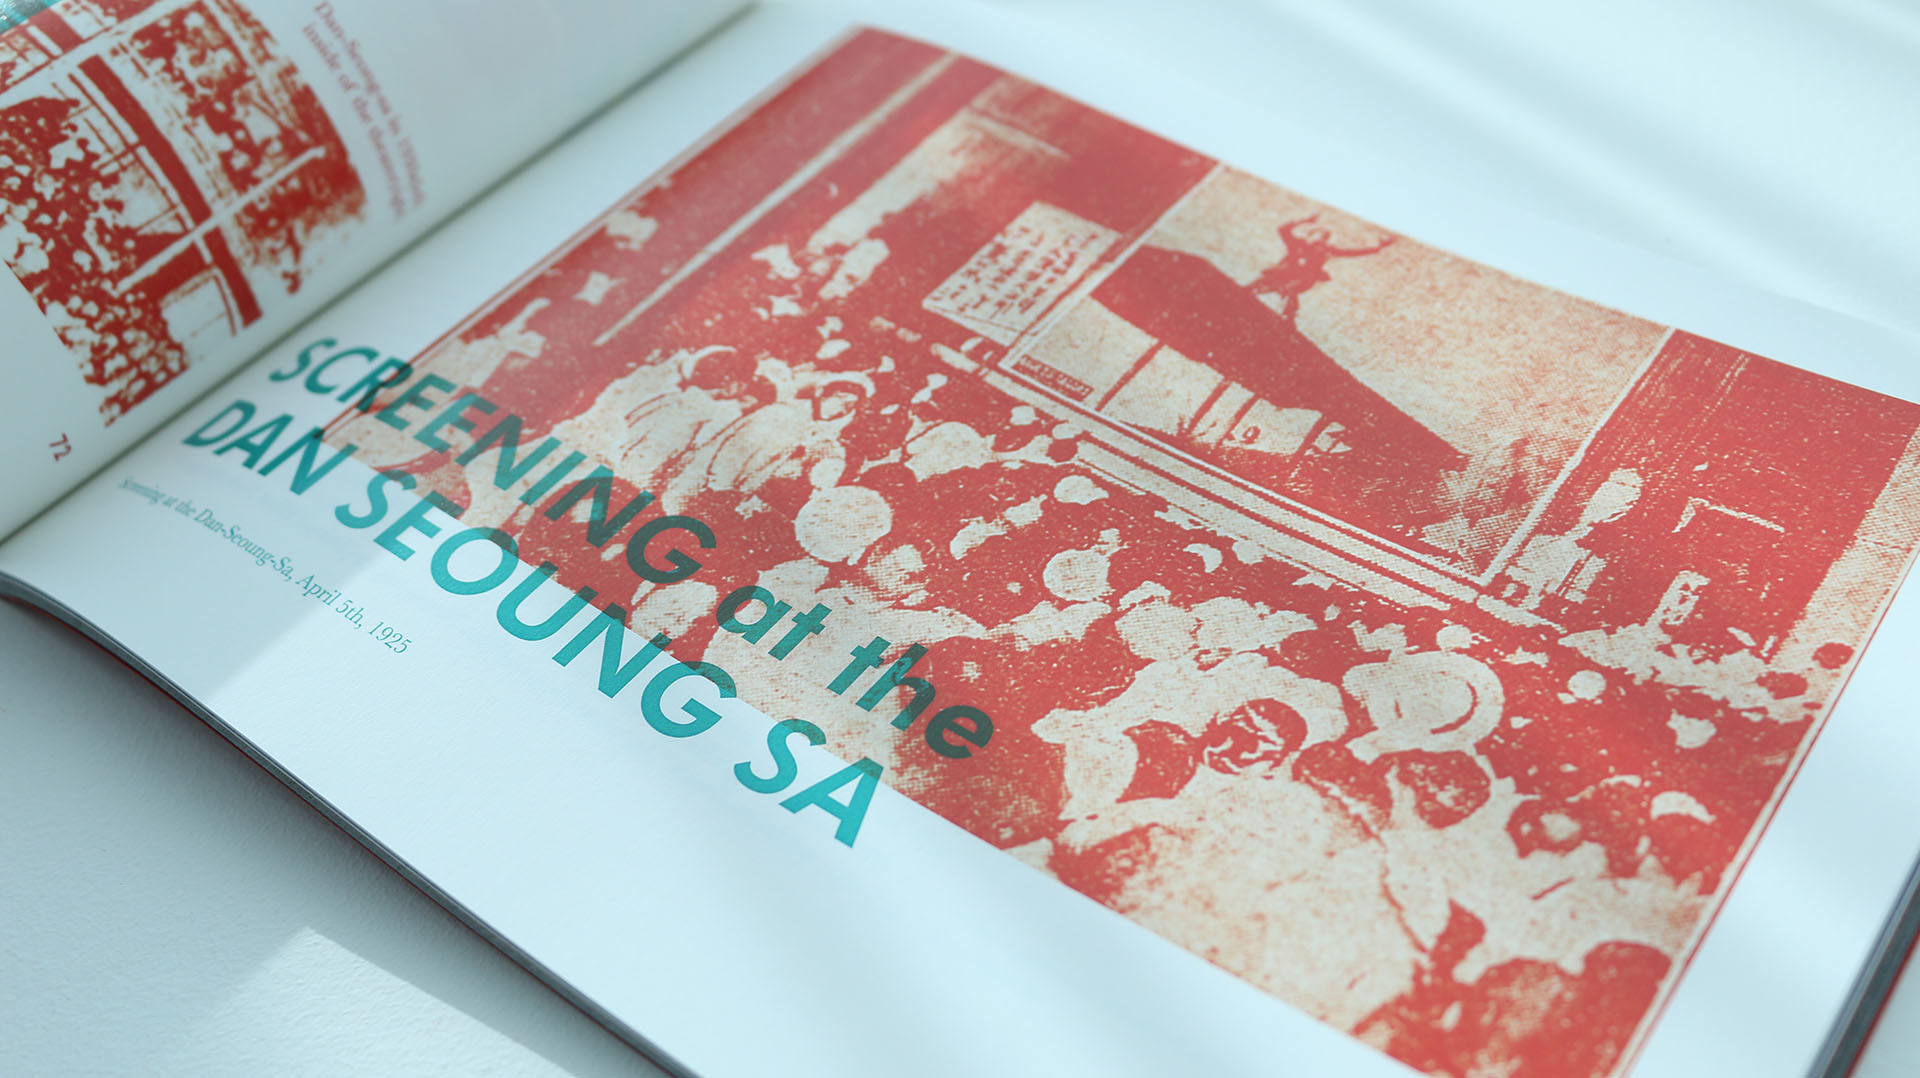 Dan-Seoung-sa in 1930s,
inside of the theater
72
SCREENING at the
DAN SEOUNG SA
Screening at the Dan-Seoung-Sa, April 5th, 1925